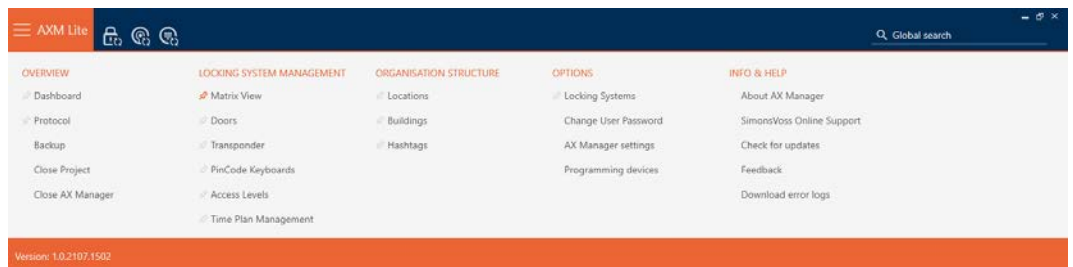 AXM Lite
Global search
OVERVIEW
Dashboard
Protocol
Backup
Close Project
Close AX Manager
LOCKING SYSTEM MANAGEMENT
Matrix View
Doors
Transponder
PinCode Keyboards
Access Levels
Time Plan Management
ORGANISATION STRUCTURE
Locations
Buildings
Hashtags
OPTIONS
Locking Systems
Change User Password
AX Manager settings
Programming devices
INFO & HELP
About AX Manager
SimonsVoss Online Support
Check for updates
Feedback
Download error logs
Version: 1.0.2107.1502